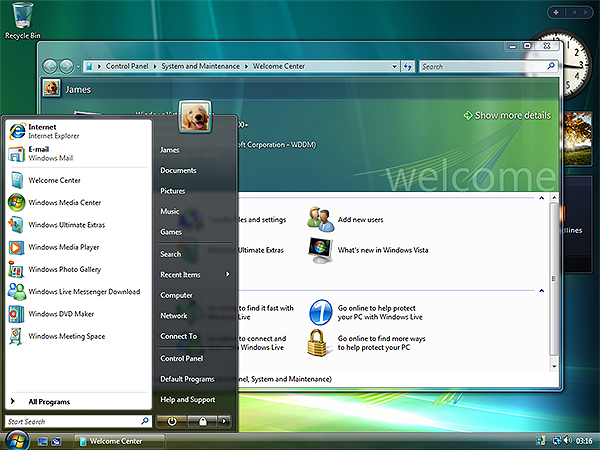 Recycle Bin
Control Panel
System and Maintenance
Welcome Center
Search
James
Show more details
00+
oft Corporation - WDDM)
welcome
files and settings
Add new users
Ultimate Extras
What's new in Windows Vista
to find it fast with
Windows Live
Go online to help protect
your PC with Windows Live
to connect and
Windows Live
Go online to find more ways
to help protect your PC
Panel, System and Maintenance)
dlines
Internet
Internet Explorer
E-mail
Windows Mail
Welcome Center
Windows Media Center
Windows Ultimate Extras
Windows Media Player
Windows Photo Gallery
Windows Live Messenger Download
Windows DVD Maker
Windows Meeting Space
All Programs
Start Search
James
Documents
Pictures
Music
Games
Search
Recent Items
Computer
Network
Connect To
Control Panel
Default Programs
Help and Support
Welcome Center
03:16